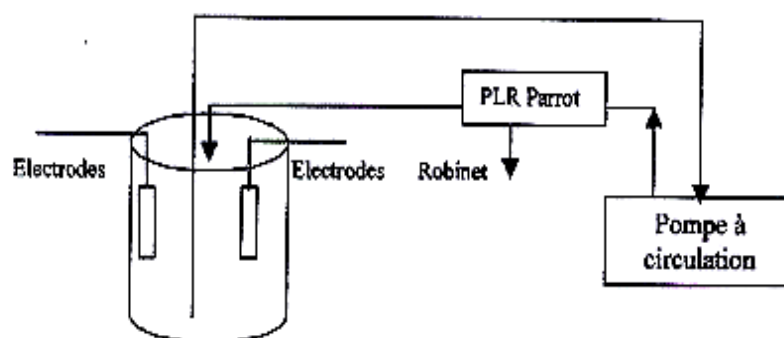 PLR Parrot
Electrodes
Electrodes
Robinet
Pompe à
circulation